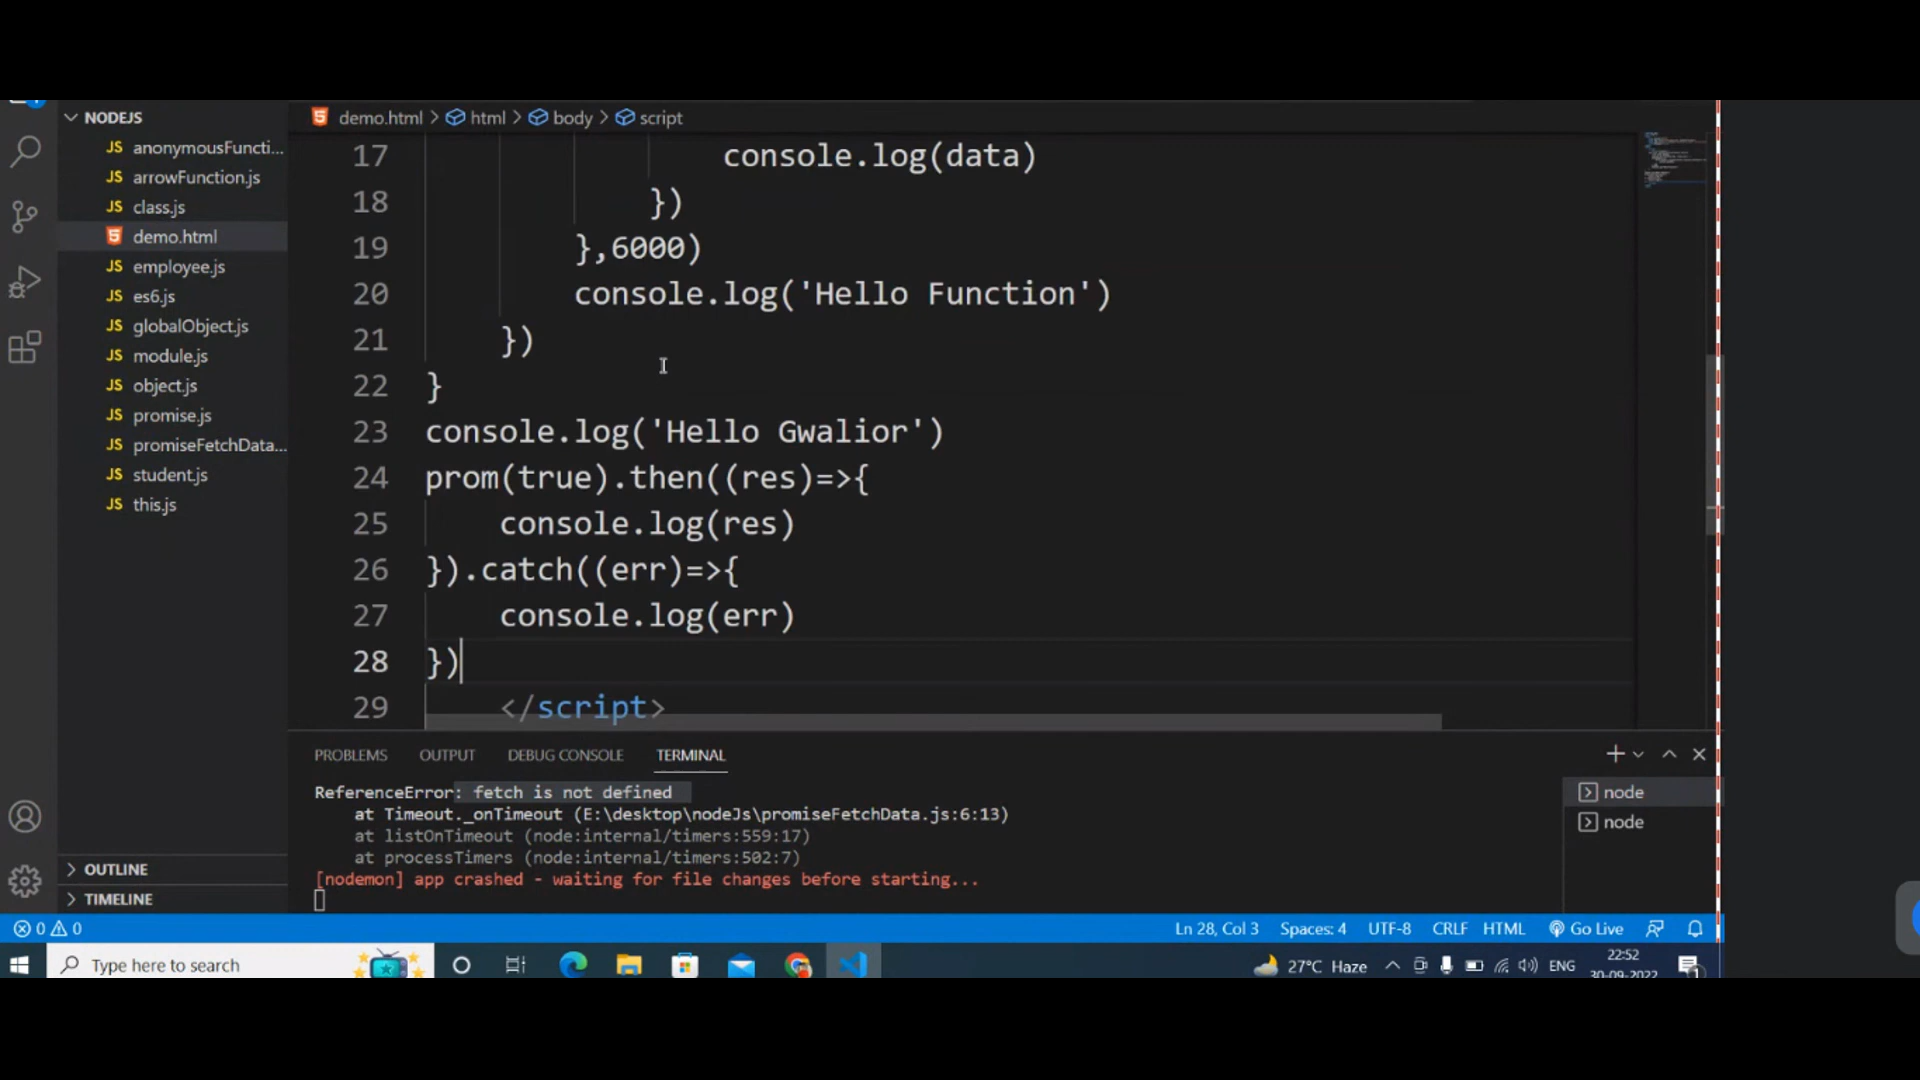 NODEJS
JS anonymousFuncti...
JS arrowFunction.js
JS class.js
demo.html
JS employee.js
JS es6.js
JS globalObject.js
JS module.js
JS object.js
JS promise.js
JS promiseFetchData...
JS student.js
JS this.js
OUTLINE
TIMELINE
demo.html > html > body > script
17 console.log(data)
18 })
19 },6000)
20 console.log('Hello Function')
21 })
22 }
23 console.log('Hello Gwalior')
24 prom(true).then((res)=>{
25 console.log(res)
26 }).catch((err)=>{
27 console.log(err)
28 })
29 </script>
PROBLEMS OUTPUT DEBUG CONSOLE TERMINAL
ReferenceError: fetch is not defined
at Timeout._onTimeout (E:\desktop\nodeJs\promiseFetchData.js:6:13)
at listOnTimeout (node:internal/timers:559:17)
at processTimers (node:internal/timers:502:7)
[nodemon] app crashed - waiting for file changes before starting...
node
node
0 0 Ln 28, Col 3 Spaces: 4 UTF-8 CRLF HTML Go Live
Type here to search 27°C Haze ENG 22:52
30-09-2022